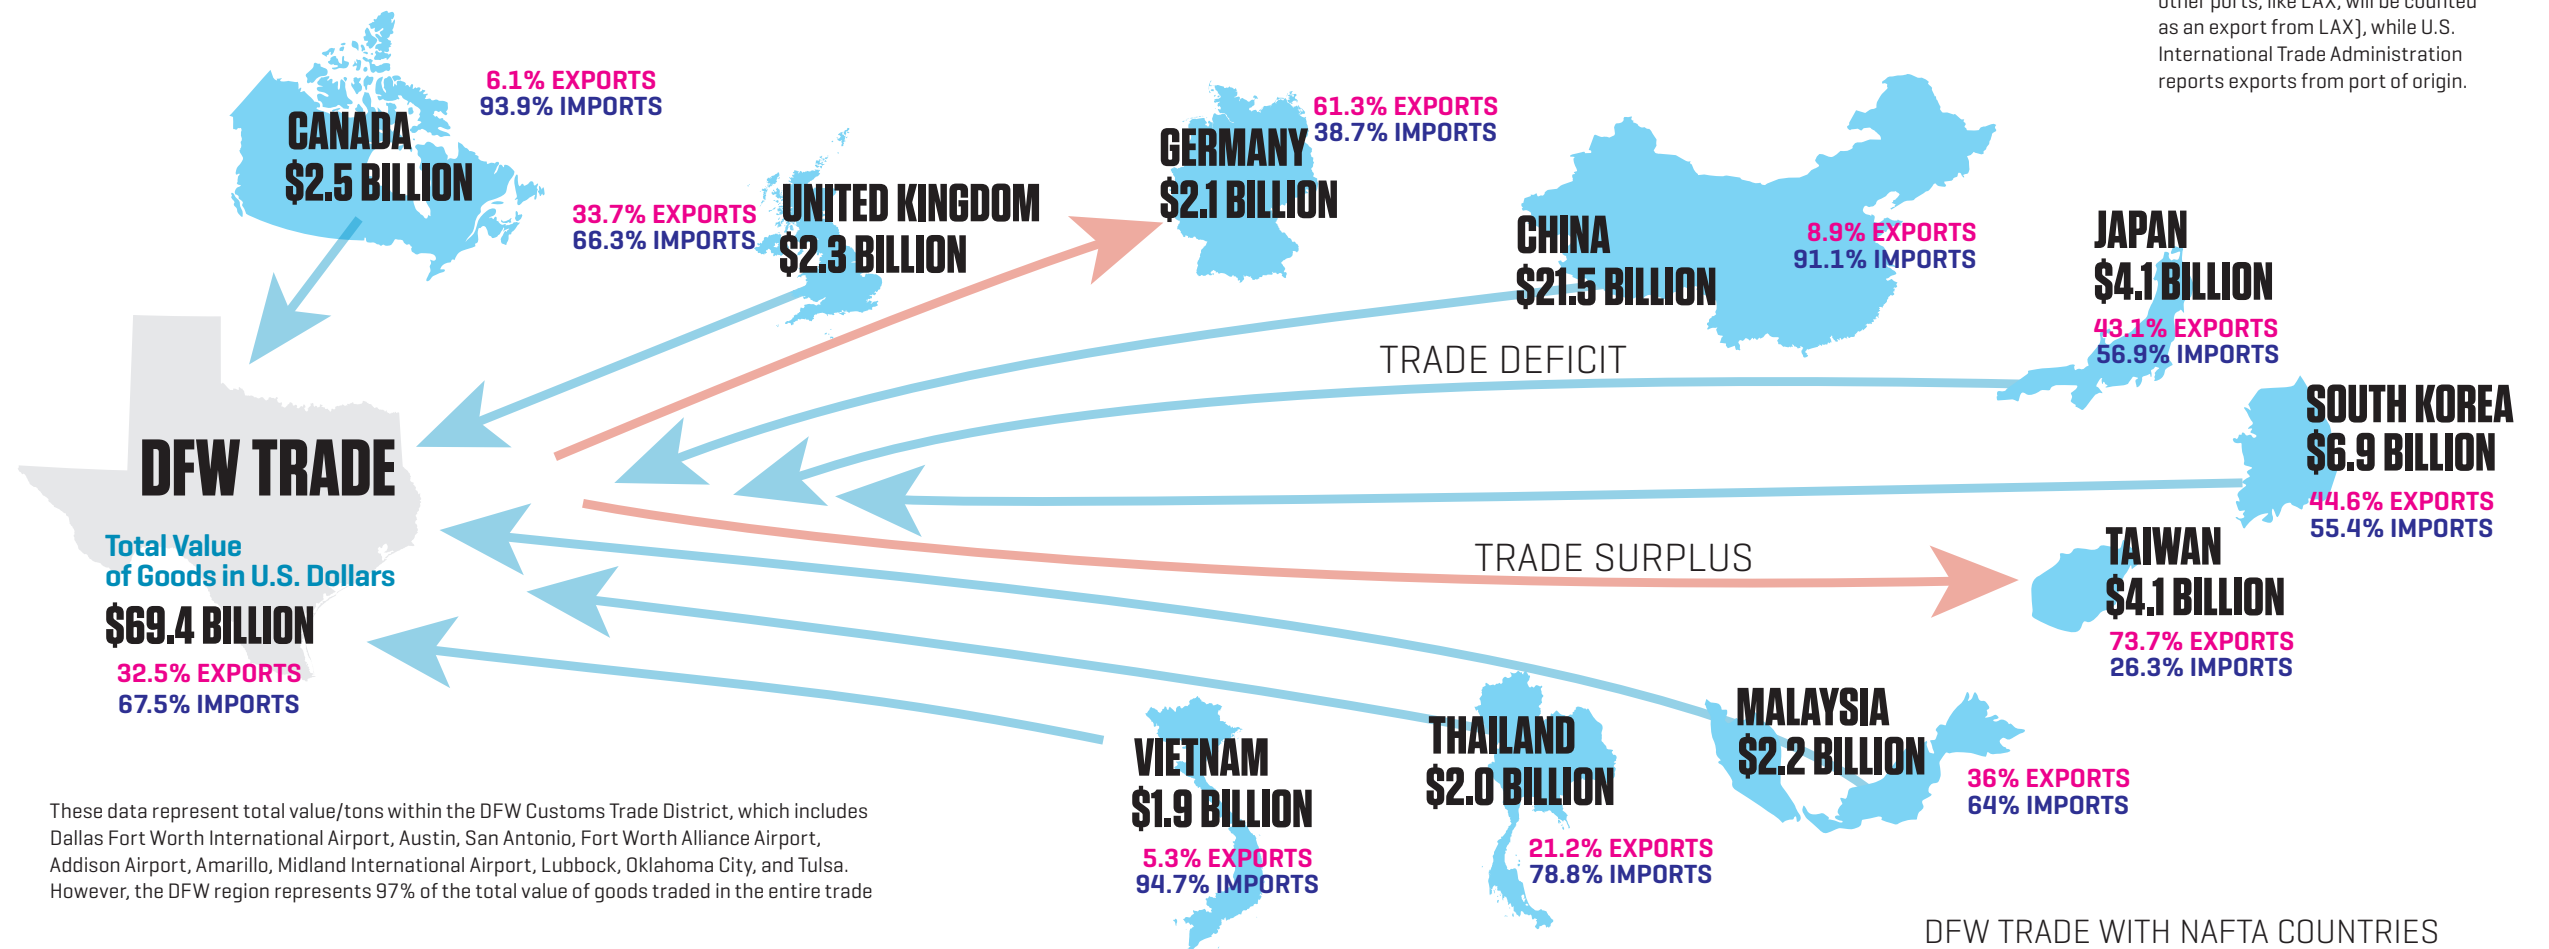 other ports, like LAX, will be counted
as an export from LAX], while U.S.
International Trade Administration
reports exports from port of origin.
CANADA
$2.5 BILLION
6.1% EXPORTS
93.9% IMPORTS
UNITED KINGDOM
$2.3 BILLION
33.7% EXPORTS
66.3% IMPORTS
GERMANY
$2.1 BILLION
61.3% EXPORTS
38.7% IMPORTS
CHINA
$21.5 BILLION
8.9% EXPORTS
91.1% IMPORTS
JAPAN
$4.1 BILLION
43.1% EXPORTS
56.9% IMPORTS
TRADE DEFICIT
SOUTH KOREA
$6.9 BILLION
44.6% EXPORTS
55.4% IMPORTS
DFW TRADE
Total Value
of Goods in U.S. Dollars
$69.4 BILLION
32.5% EXPORTS
67.5% IMPORTS
TRADE SURPLUS
TAIWAN
$4.1 BILLION
73.7% EXPORTS
26.3% IMPORTS
VIETNAM
$1.9 BILLION
5.3% EXPORTS
94.7% IMPORTS
THAILAND
$2.0 BILLION
21.2% EXPORTS
78.8% IMPORTS
MALAYSIA
$2.2 BILLION
36% EXPORTS
64% IMPORTS
These data represent total value/tons within the DFW Customs Trade District, which includes
Dallas Fort Worth International Airport, Austin, San Antonio, Fort Worth Alliance Airport,
Addison Airport, Amarillo, Midland International Airport, Lubbock, Oklahoma City, and Tulsa.
However, the DFW region represents 97% of the total value of goods traded in the entire trade
DFW TRADE WITH NAFTA COUNTRIES